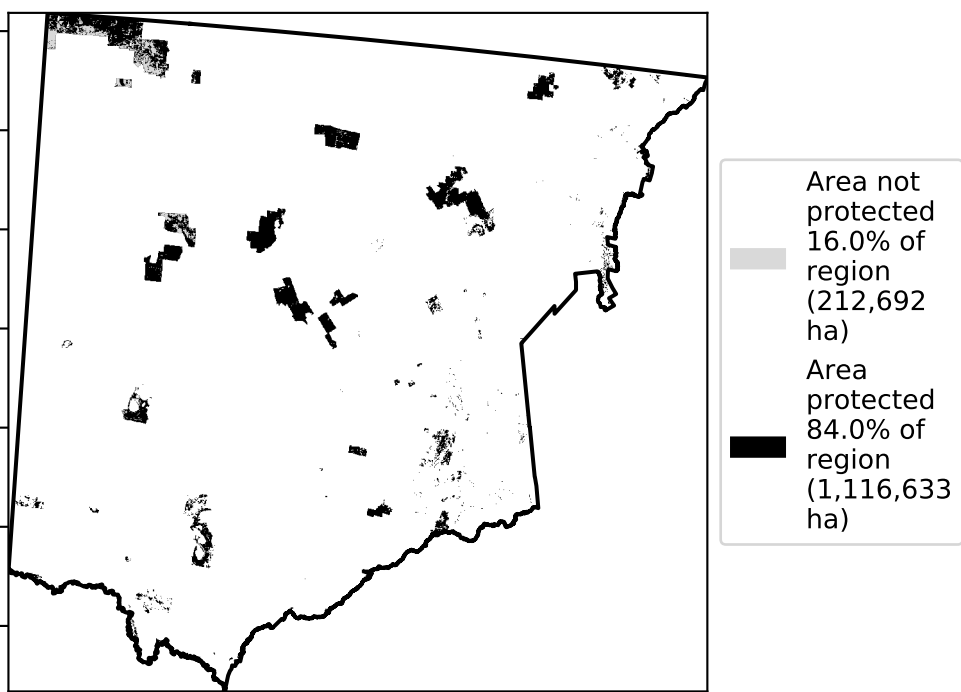 Area not
protected
16.0% of
region
(212,692
ha)
Area
protected
84.0% of
region
(1,116,633
ha)